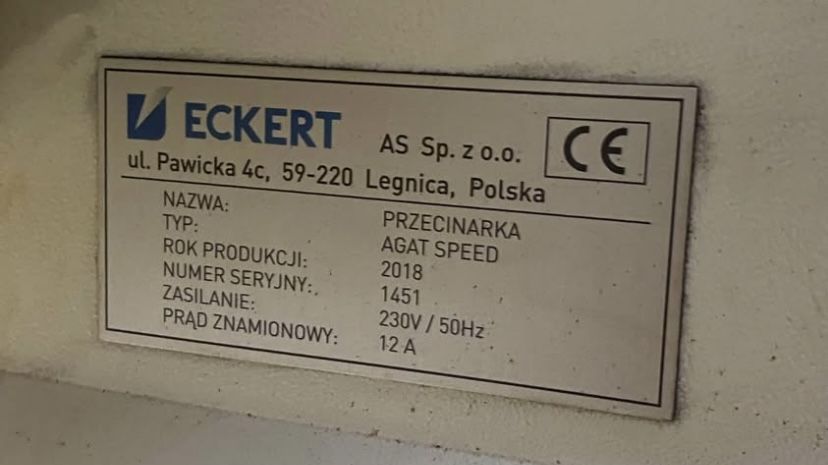 ECKERT AS Sp. z o.o. CE
ul. Pawicka 4c, 59-220 Legnica, Polska
NAZWA: PRZECINARKA
TYP: AGAT SPEED
ROK PRODUKCJI: 2018
NUMER SERYJNY: 1451
ZASILANIE: 230V / 50Hz
PRĄD ZNAMIONOWY: 12 A